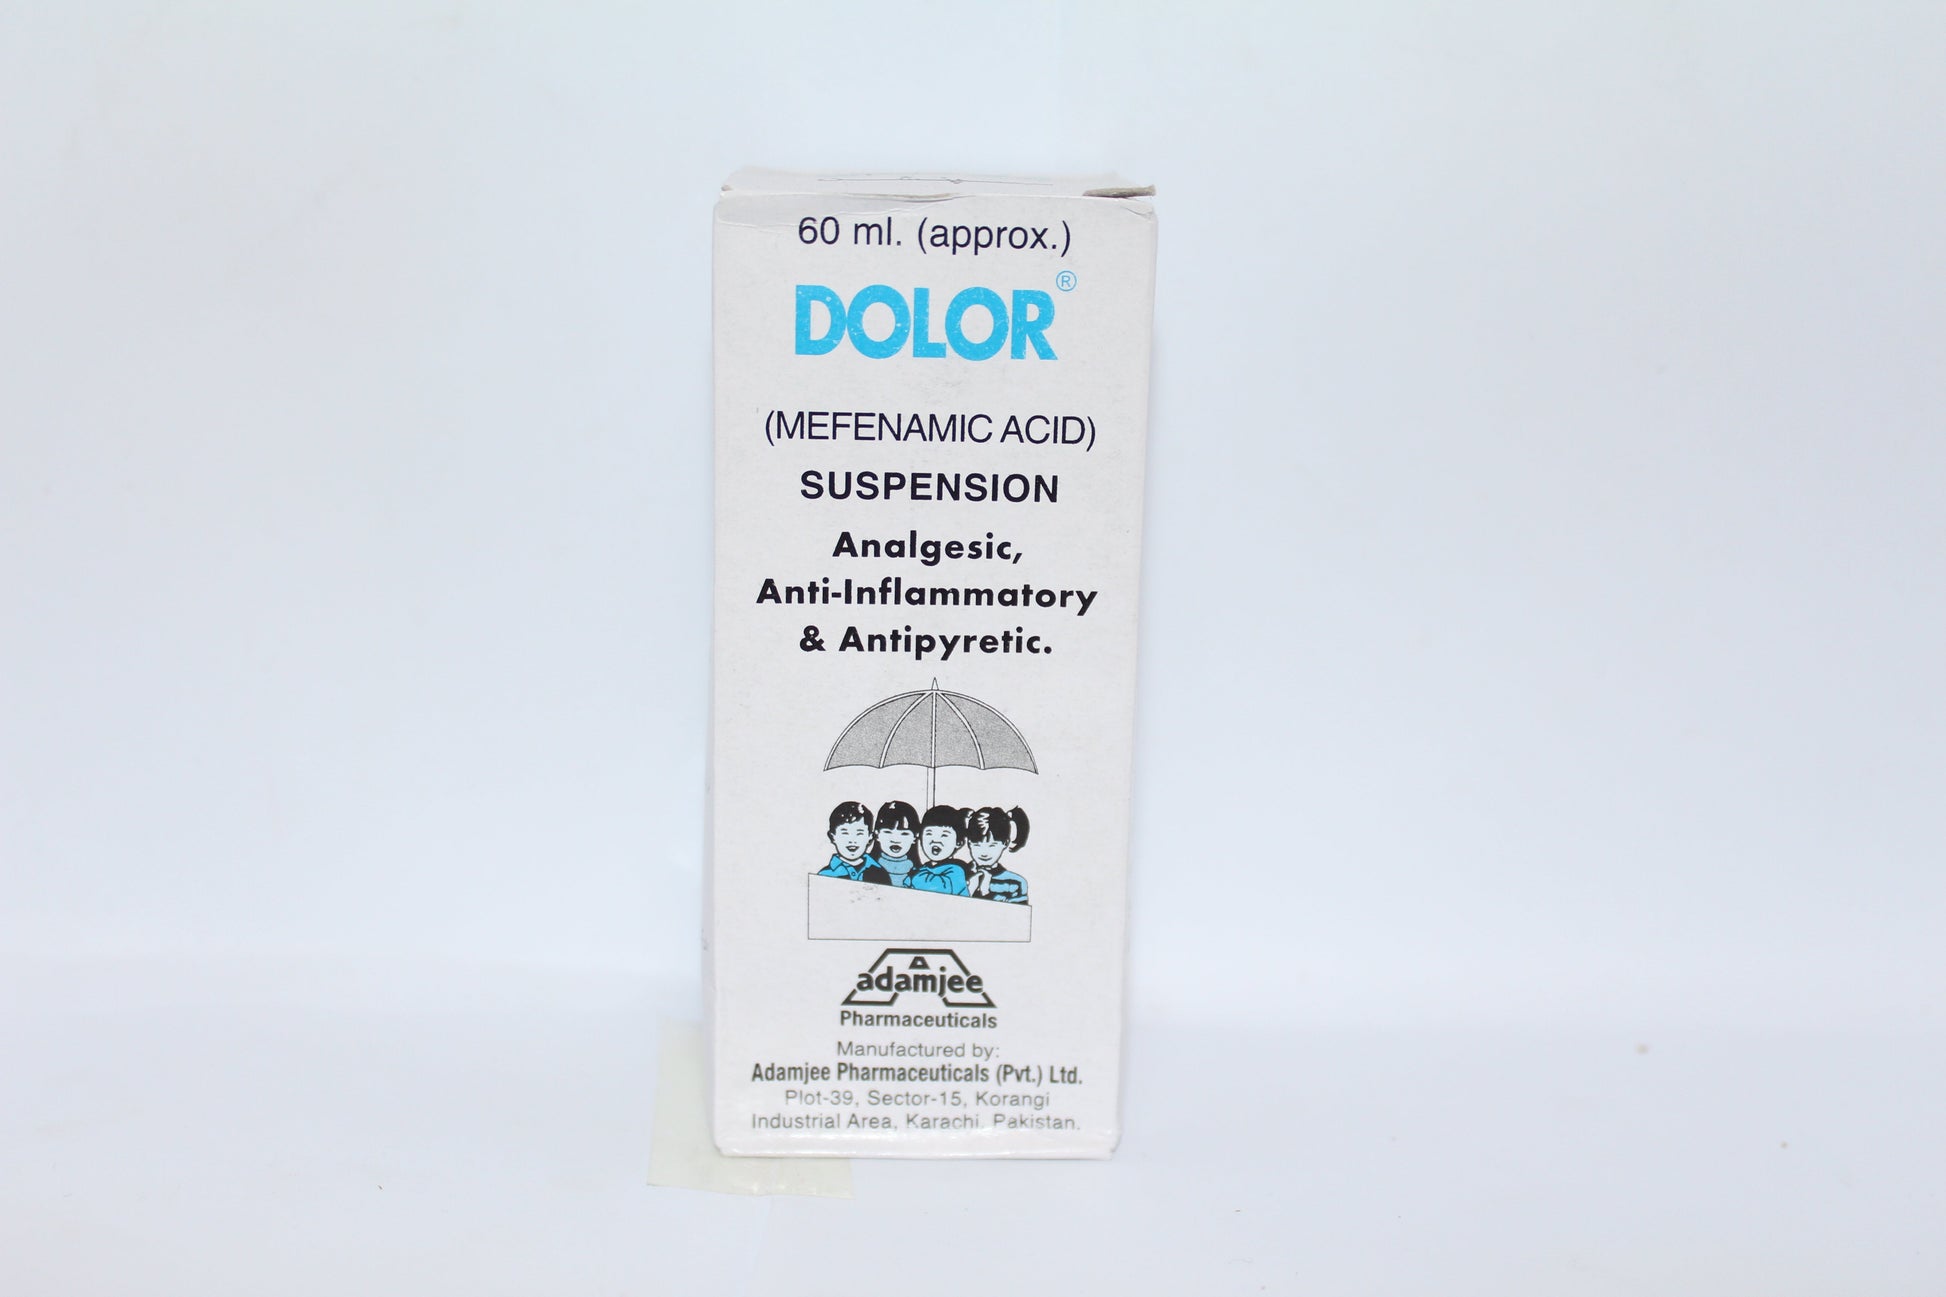 60 ml. (approx.)
DOLOR®
(MEFENAMIC ACID)
SUSPENSION
Analgesic,
Anti-Inflammatory
& Antipyretic.
adamjee
Pharmaceuticals
Manufactured by:
Adamjee Pharmaceuticals (Pvt.) Ltd.
Plot-39, Sector-15, Korangi
Industrial Area, Karachi, Pakistan.